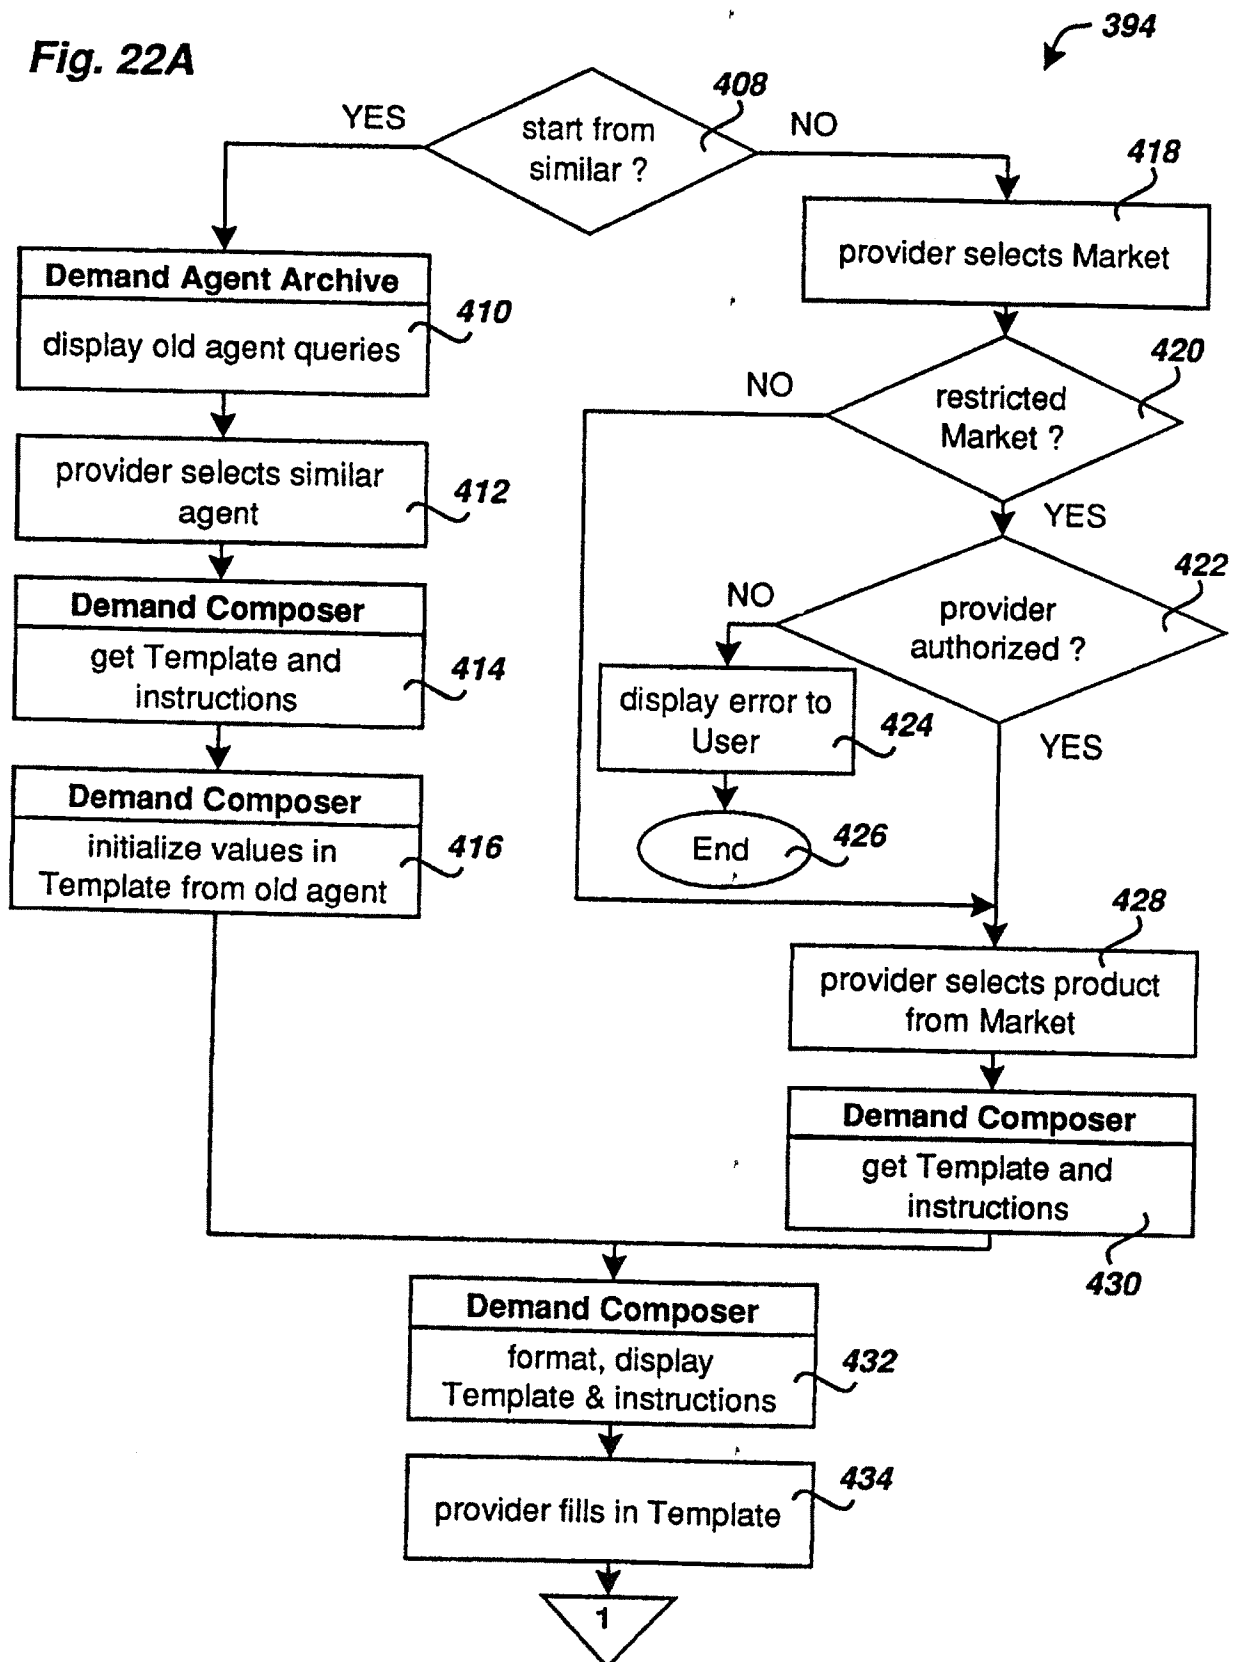 Fig. 22A
394
408
YES
start from
similar ?
NO
418
provider selects Market
Demand Agent Archive
410
display old agent queries
420
NO
restricted
Market ?
YES
provider selects similar
agent
412
422
NO
provider
authorized ?
Demand Composer
get Template and
instructions
414
display error to
User
424
YES
Demand Composer
initialize values in
Template from old agent
416
End
426
428
provider selects product
from Market
Demand Composer
get Template and
instructions
430
Demand Composer
format, display
Template & instructions
432
434
provider fills in Template
1